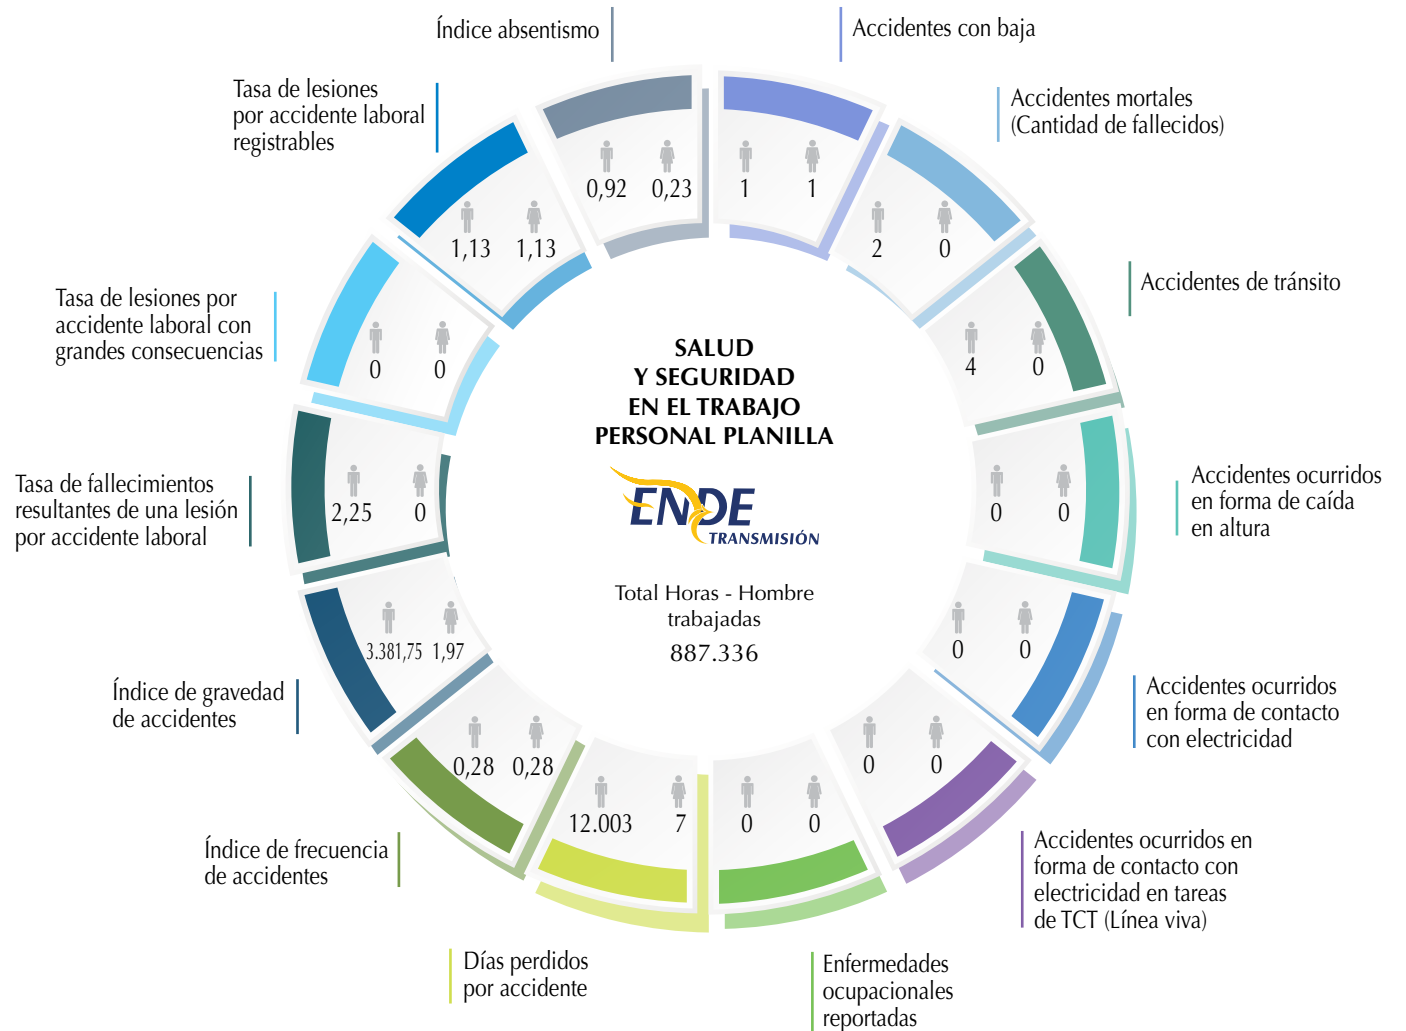 Índice absentismo
0,92 0,23
Accidentes con baja
1 1
Accidentes mortales
(Cantidad de fallecidos)
2 0
Accidentes de tránsito
4 0
Accidentes ocurridos
en forma de caída
en altura
0 0
Accidentes ocurridos
en forma de contacto
con electricidad
0 0
Accidentes ocurridos en
forma de contacto con
electricidad en tareas
de TCT (Línea viva)
0 0
Enfermedades
ocupacionales
reportadas
0 0
Días perdidos
por accidente
12.003 7
Índice de frecuencia
de accidentes
0,28 0,28
Índice de gravedad
de accidentes
3.381,75 1,97
Tasa de fallecimientos
resultantes de una lesión
por accidente laboral
2,25 0
Tasa de lesiones por
accidente laboral con
grandes consecuencias
0 0
Tasa de lesiones
por accidente laboral
registrables
1,13 1,13
SALUD
Y SEGURIDAD
EN EL TRABAJO
PERSONAL PLANILLA
ENDE
TRANSMISIÓN
Total Horas - Hombre
trabajadas
887.336